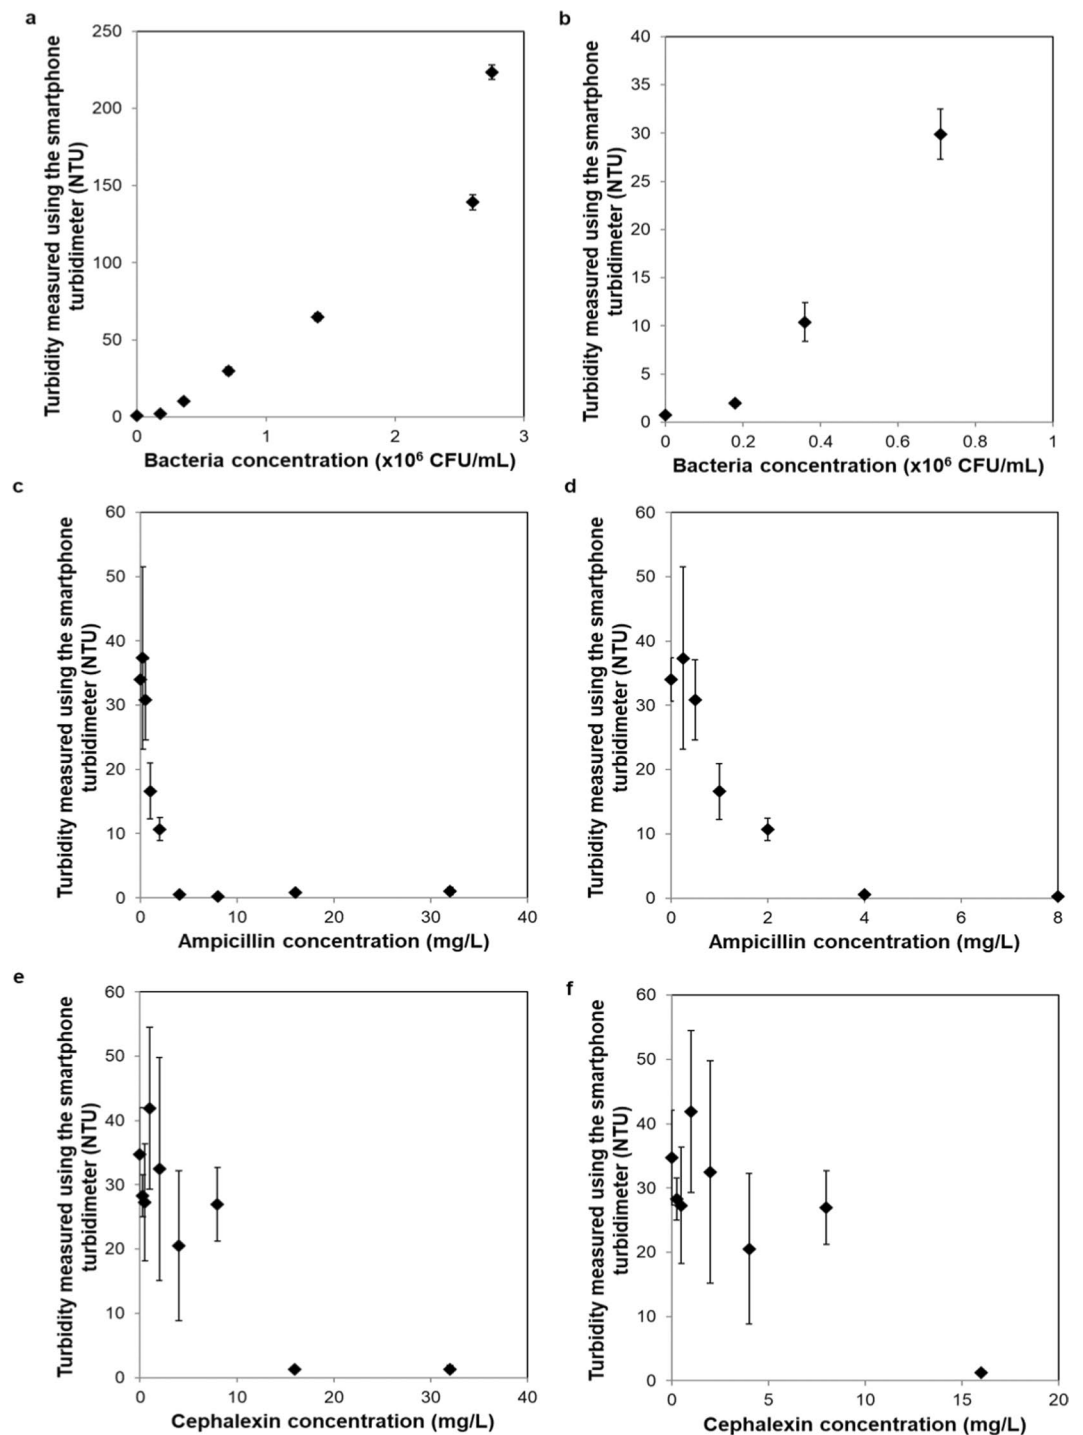 a
Turbidity measured using the smartphone
turbidimeter (NTU)
250
200
150
100
50
0
0 1 2 3
Bacteria concentration (x10⁶ CFU/mL)
b
Turbidity measured using the smartphone
turbidimeter (NTU)
40
35
30
25
20
15
10
5
0
0 0.2 0.4 0.6 0.8 1
Bacteria concentration (x10⁶ CFU/mL)
c
Turbidity measured using the smartphone
turbidimeter (NTU)
60
50
40
30
20
10
0
0 10 20 30 40
Ampicillin concentration (mg/L)
d
Turbidity measured using the smartphone
turbidimeter (NTU)
60
50
40
30
20
10
0
0 2 4 6 8
Ampicillin concentration (mg/L)
e
Turbidity measured using the smartphone
turbidimeter (NTU)
60
50
40
30
20
10
0
0 10 20 30 40
Cephalexin concentration (mg/L)
f
Turbidity measured using the smartphone
turbidimeter (NTU)
60
50
40
30
20
10
0
0 5 10 15 20
Cephalexin concentration (mg/L)